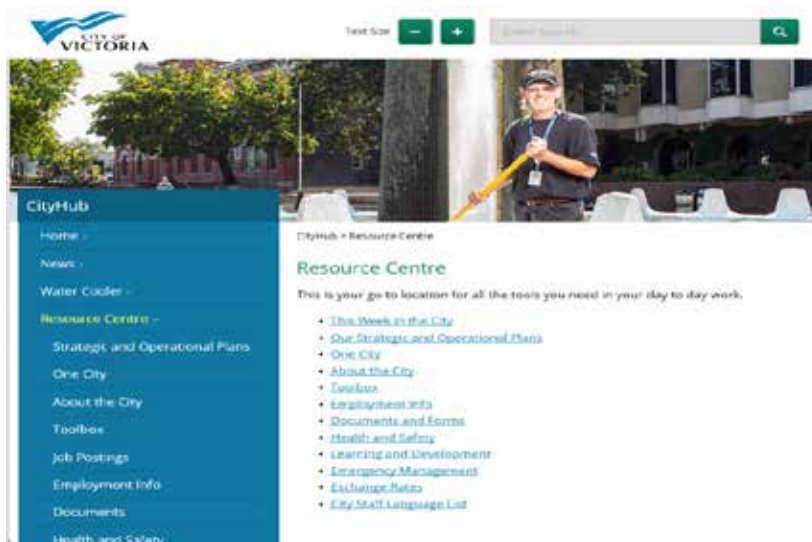 CITY OF
VICTORIA
Text Size
Enter Search...
CityHub
Home -
News -
Water Cooler -
Resource Centre -
Strategic and Operational Plans
One City
About the City
Toolbox
Job Postings
Employment Info
Documents
Health and Safety
CityHub > Resource Centre
Resource Centre
This is your go to location for all the tools you need in your day to day work.
• This Week in the City
• Our Strategic and Operational Plans
• One City
• About the City
• Toolbox
• Employment Info
• Documents and Forms
• Health and Safety
• Learning and Development
• Emergency Management
• Exchange Rates
• City Staff Language List